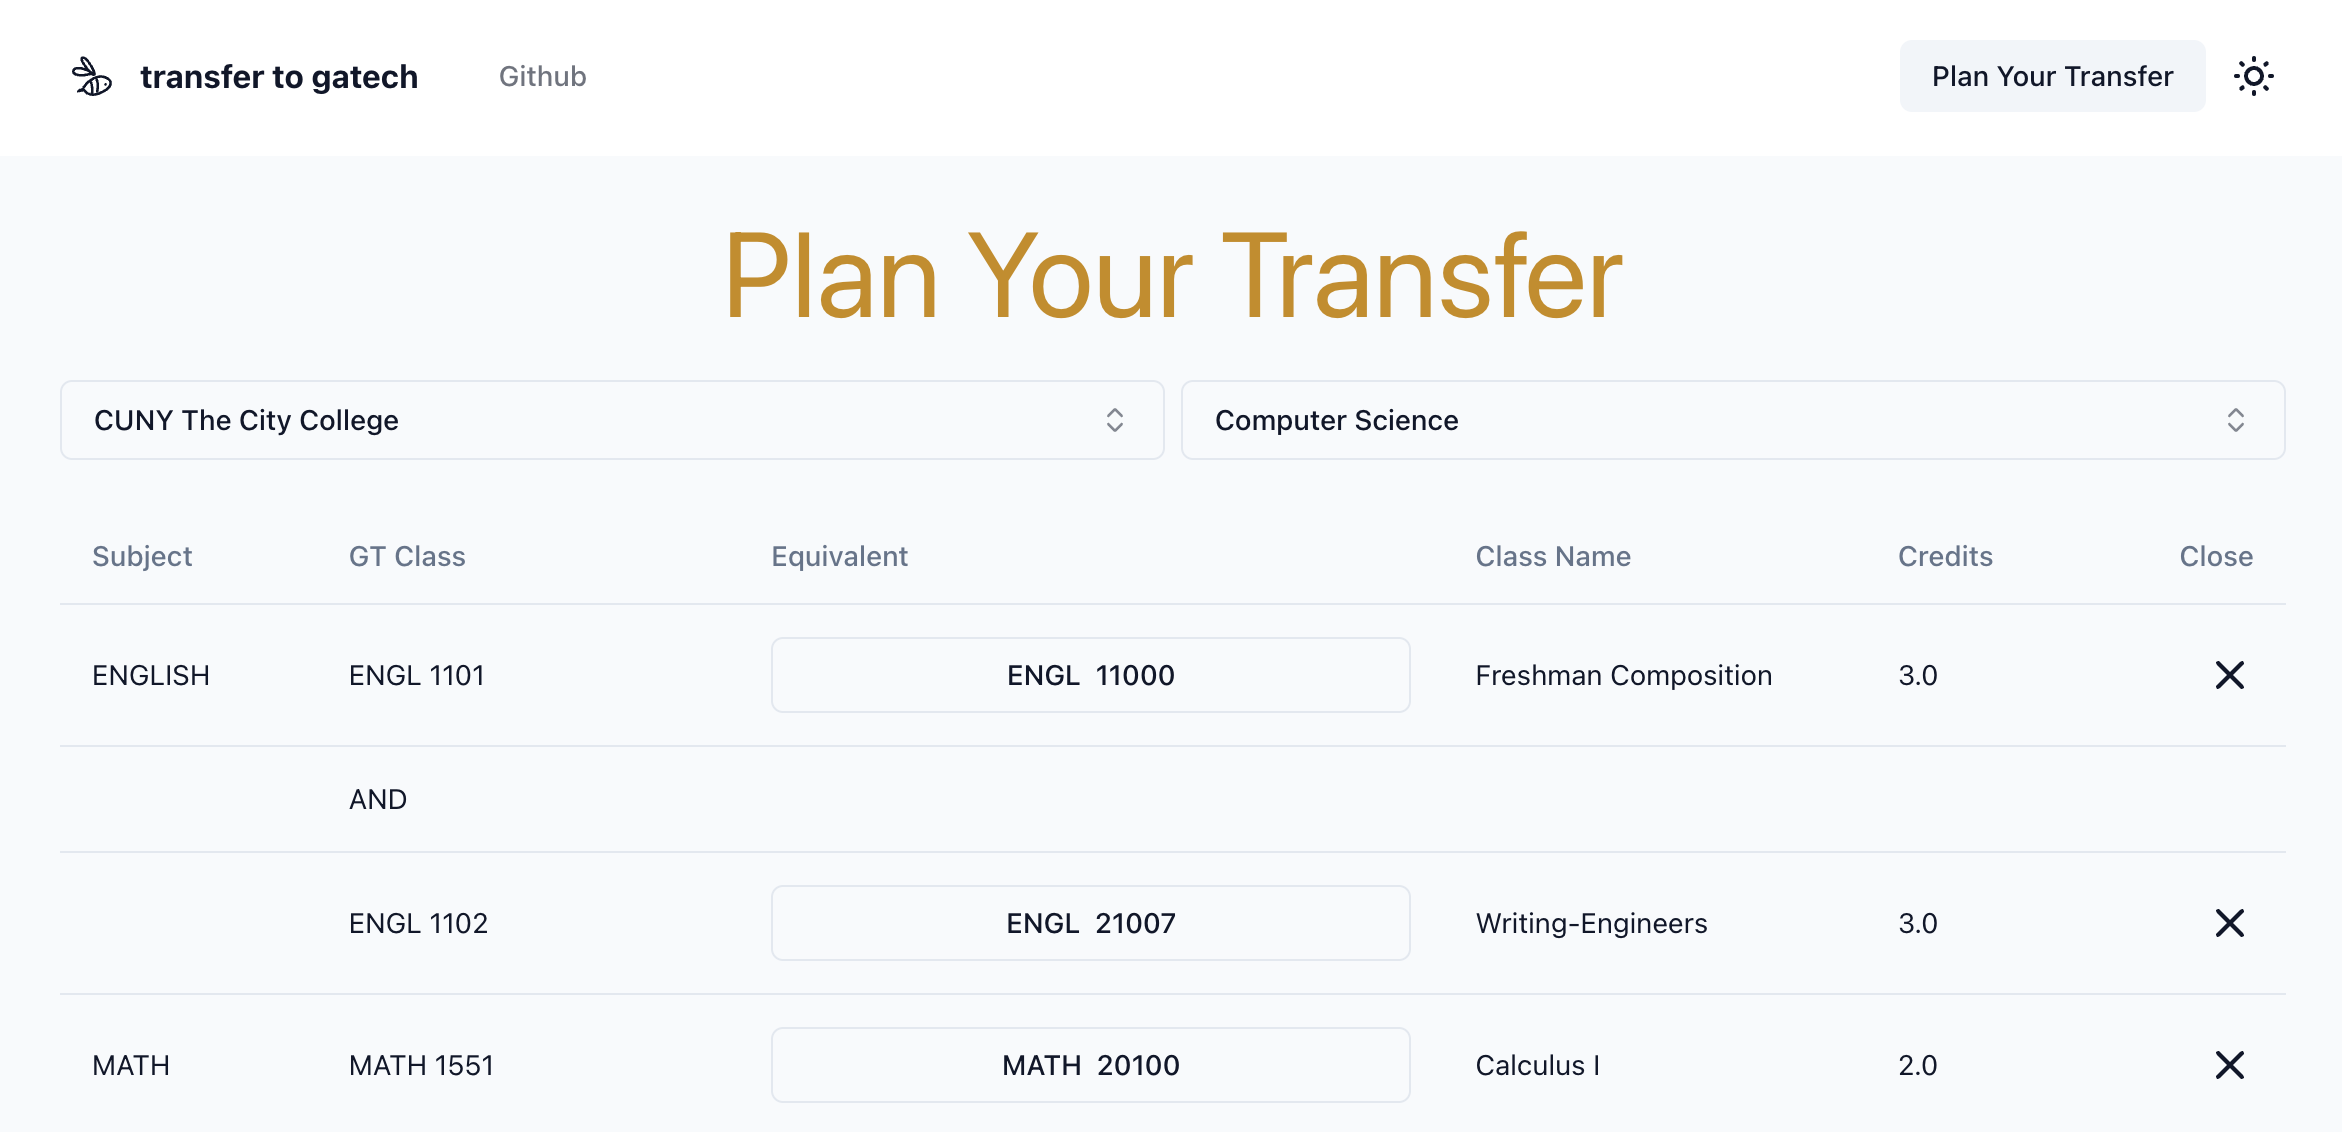 transfer to gatech Github Plan Your Transfer
Plan Your Transfer
CUNY The City College Computer Science
Subject GT Class Equivalent Class Name Credits Close
ENGLISH ENGL 1101 ENGL 11000 Freshman Composition 3.0
AND
ENGL 1102 ENGL 21007 Writing-Engineers 3.0
MATH MATH 1551 MATH 20100 Calculus I 2.0